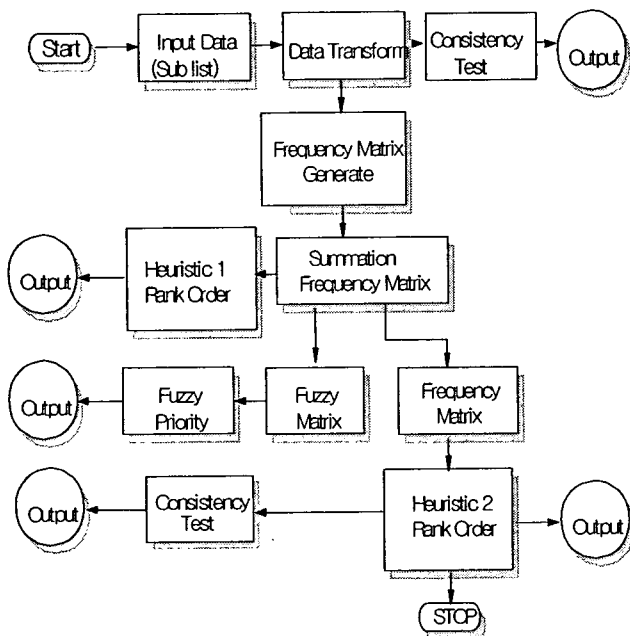 Start
Input Data
(Sub list)
Data Transform
Consistency
Test
Output
Frequency Matrix
Generate
Output
Heuristic 1
Rank Order
Summation
Frequency Matrix
Output
Fuzzy
Priority
Fuzzy
Matrix
Frequency
Matrix
Output
Consistency
Test
Heuristic 2
Rank Order
Output
STOP